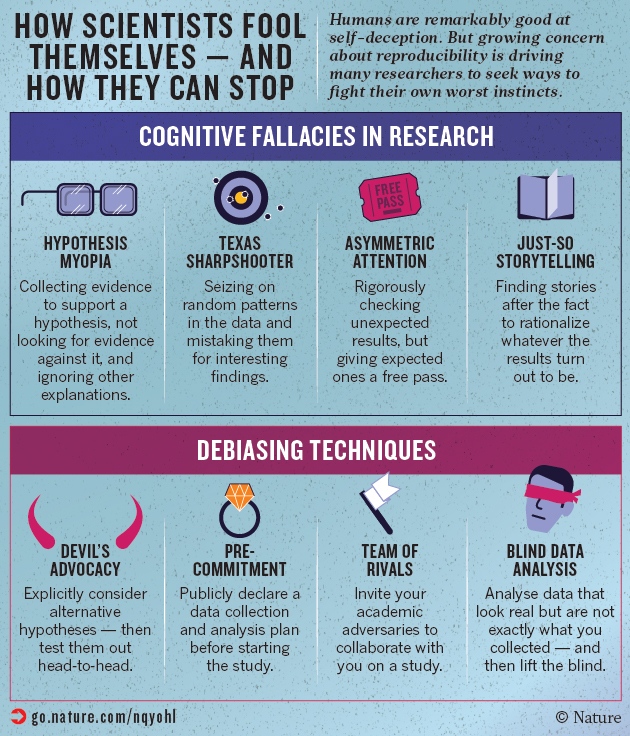 HOW SCIENTISTS FOOL
THEMSELVES — AND
HOW THEY CAN STOP
Humans are remarkably good at
self-deception. But growing concern
about reproducibility is driving
many researchers to seek ways to
fight their own worst instincts.
COGNITIVE FALLACIES IN RESEARCH
FREE
PASS
HYPOTHESIS
MYOPIA
Collecting evidence
to support a
hypothesis, not
looking for evidence
against it, and
ignoring other
explanations.
TEXAS
SHARPSHOOTER
Seizing on
random patterns
in the data and
mistaking them
for interesting
findings.
ASYMMETRIC
ATTENTION
Rigorously
checking
unexpected
results, but
giving expected
ones a free pass.
JUST-SO
STORYTELLING
Finding stories
after the fact
to rationalize
whatever the
results turn
out to be.
DEBIASING TECHNIQUES
DEVIL'S
ADVOCACY
Explicitly consider
alternative
hypotheses — then
test them out
head-to-head.
PRE-
COMMITMENT
Publicly declare a
data collection
and analysis plan
before starting
the study.
TEAM OF
RIVALS
Invite your
academic
adversaries to
collaborate with
you on a study.
BLIND DATA
ANALYSIS
Analyse data that
look real but are not
exactly what you
collected — and
then lift the blind.
go.nature.com/nqyohl
© Nature